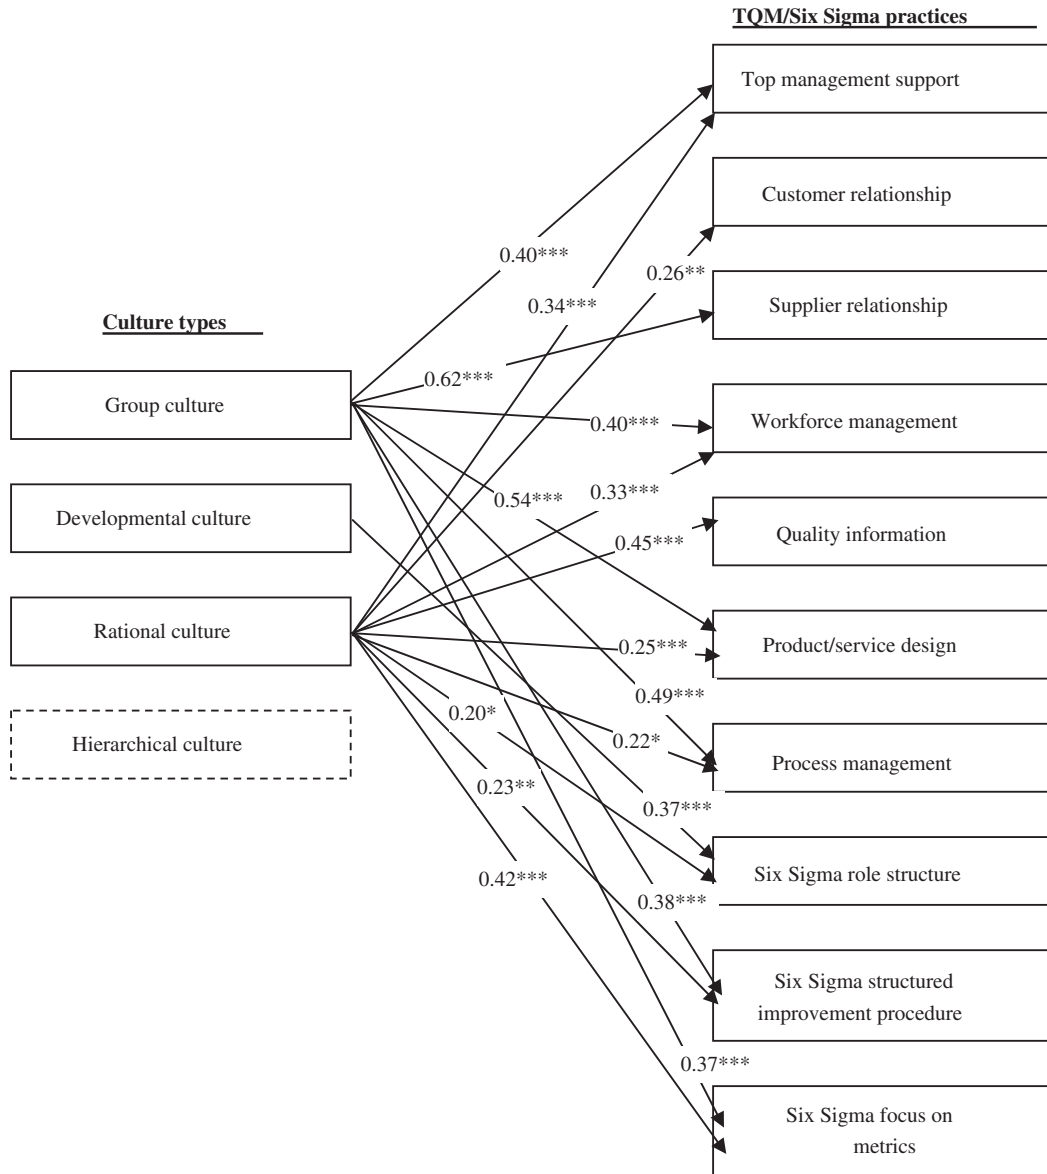 TQM/Six Sigma practices
Top management support
Customer relationship
0.40***
0.26**
0.34***
Supplier relationship
Culture types
0.62***
Group culture
0.40***
Workforce management
0.54***
0.33***
Developmental culture
0.45***
Quality information
Rational culture
0.25***
Product/service design
0.49***
0.20*
0.22*
Hierarchical culture
Process management
0.23**
0.37***
0.42***
Six Sigma role structure
0.38***
Six Sigma structured
improvement procedure
0.37***
Six Sigma focus on
metrics